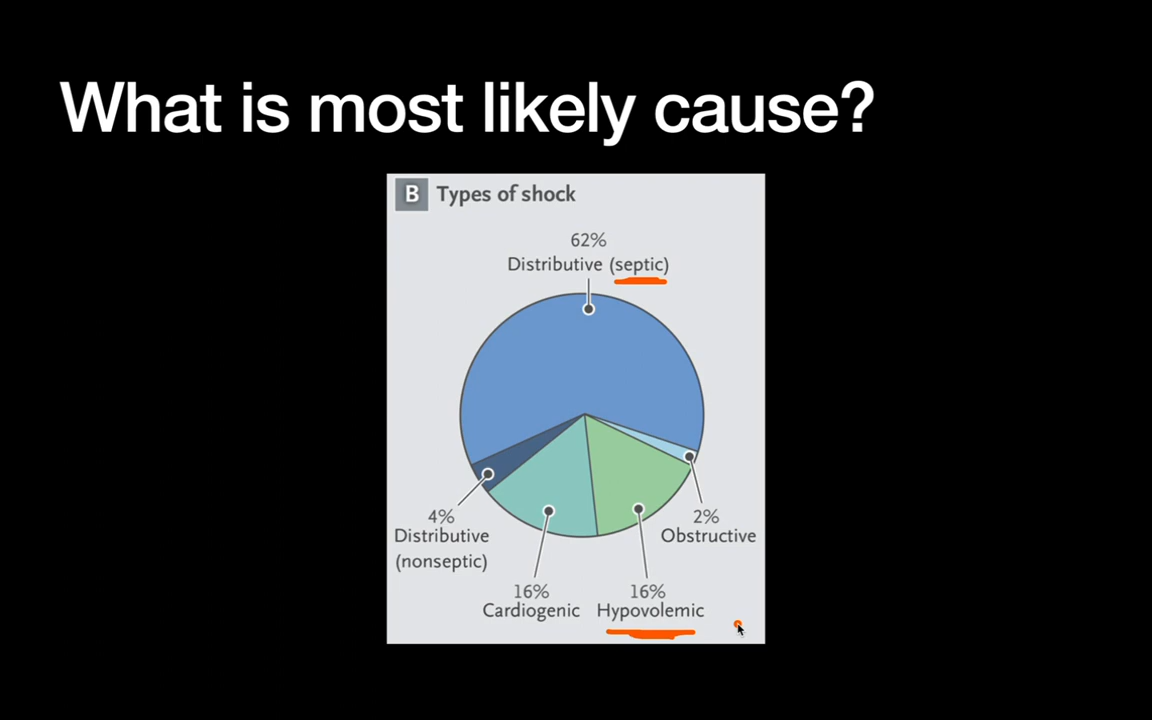 What is most likely cause?
B Types of shock
62%
Distributive (septic)
4%
Distributive
(nonseptic)
16%
Cardiogenic
16%
Hypovolemic
2%
Obstructive